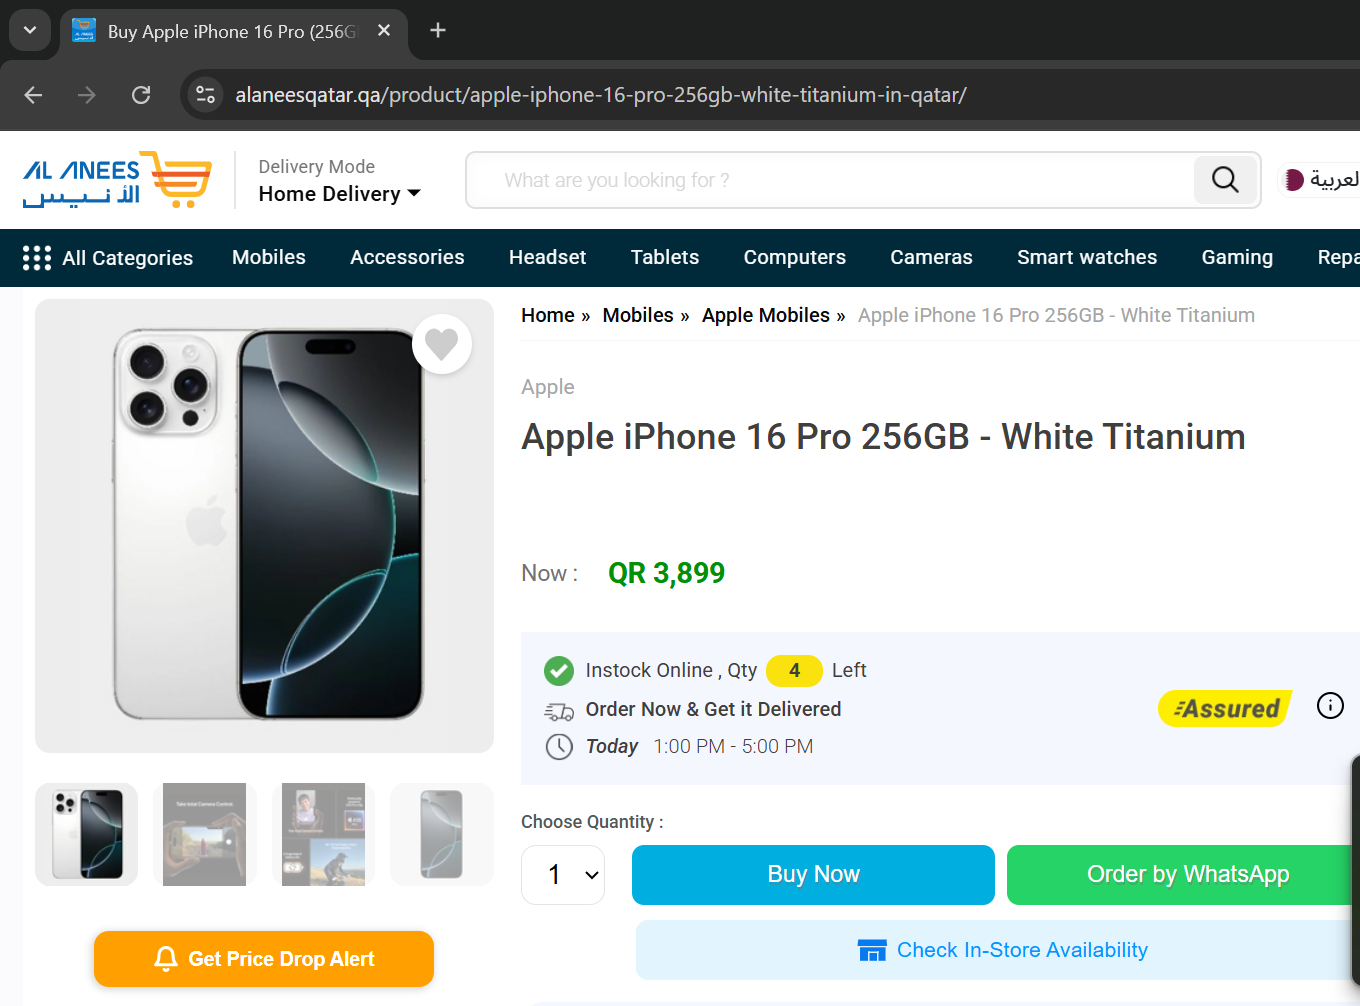 Buy Apple iPhone 16 Pro (256G
alaneesqatar.qa/product/apple-iphone-16-pro-256gb-white-titanium-in-qatar/
AL ANEES
الأنيس
Delivery Mode
Home Delivery
What are you looking for ?
العربية
All Categories
Mobiles
Accessories
Headset
Tablets
Computers
Cameras
Smart watches
Gaming
Repa
Home » Mobiles » Apple Mobiles » Apple iPhone 16 Pro 256GB - White Titanium
Apple
Apple iPhone 16 Pro 256GB - White Titanium
Now : QR 3,899
Instock Online , Qty 4 Left
Order Now & Get it Delivered
Today 1:00 PM - 5:00 PM
Assured
Choose Quantity :
1
Buy Now
Order by WhatsApp
Check In-Store Availability
Take total Camera Control.
Get Price Drop Alert